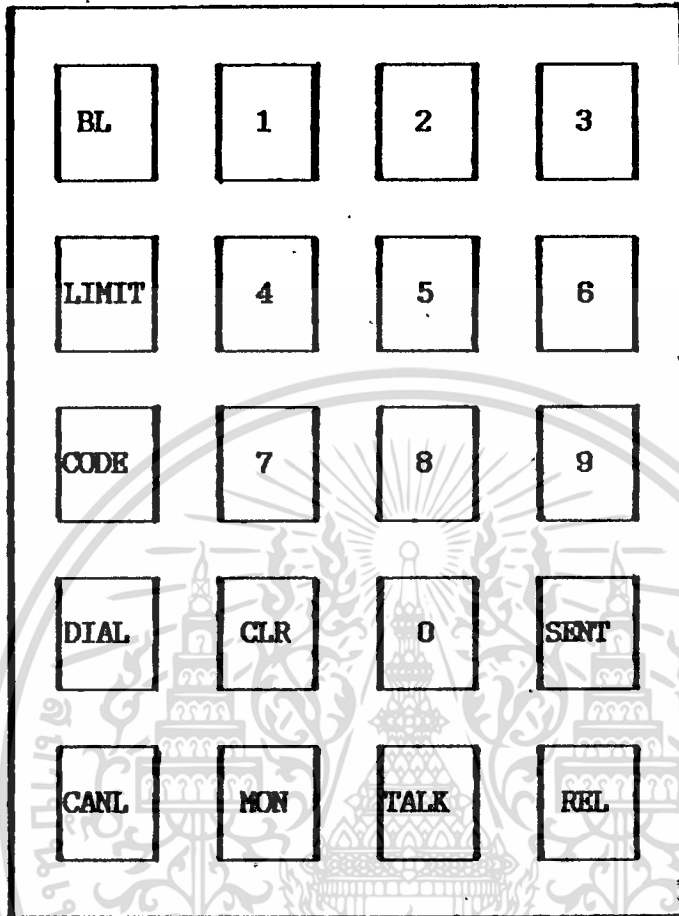 BL 1 2 3
LIMIT 4 5 6
CODE 7 8 9
DIAL CLR 0 SENT
CANL MON TALK REL